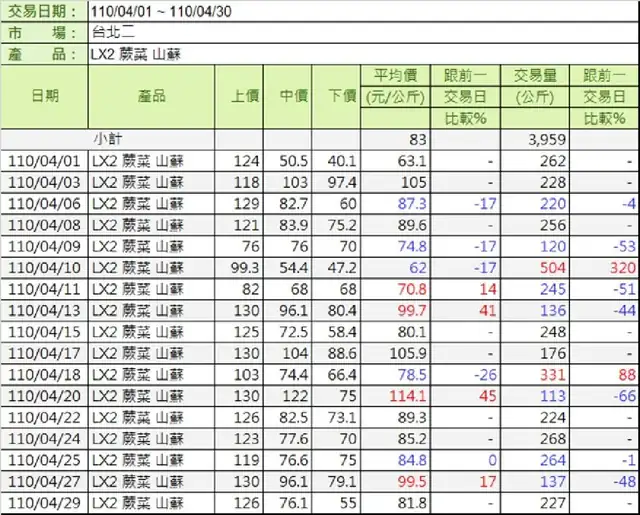 交易日期： 110/04/01 ~ 110/04/30
市 場： 台北二
產 品： LX2 蕨菜 山蘇
日期 產品 上價 中價 下價 平均價 (元/公斤) 跟前一 交易日 比較% 交易量 (公斤) 跟前一 交易日 比較%
小計 83 3,959
110/04/01 LX2 蕨菜 山蘇 124 50.5 40.1 63.1 - 262 -
110/04/03 LX2 蕨菜 山蘇 118 103 97.4 105 - 228 -
110/04/06 LX2 蕨菜 山蘇 129 82.7 60 87.3 -17 220 -4
110/04/08 LX2 蕨菜 山蘇 121 83.9 75.2 89.6 - 256 -
110/04/09 LX2 蕨菜 山蘇 76 76 70 74.8 -17 120 -53
110/04/10 LX2 蕨菜 山蘇 99.3 54.4 47.2 62 -17 504 320
110/04/11 LX2 蕨菜 山蘇 82 68 68 70.8 14 245 -51
110/04/13 LX2 蕨菜 山蘇 130 96.1 80.4 99.7 41 136 -44
110/04/15 LX2 蕨菜 山蘇 125 72.5 58.4 80.1 - 248 -
110/04/17 LX2 蕨菜 山蘇 130 104 88.6 105.9 - 176 -
110/04/18 LX2 蕨菜 山蘇 103 74.4 66.4 78.5 -26 331 88
110/04/20 LX2 蕨菜 山蘇 130 122 75 114.1 45 113 -66
110/04/22 LX2 蕨菜 山蘇 126 82.5 73.1 89.3 - 224 -
110/04/24 LX2 蕨菜 山蘇 123 77.6 70 85.2 - 268 -
110/04/25 LX2 蕨菜 山蘇 119 76.6 75 84.8 0 264 -1
110/04/27 LX2 蕨菜 山蘇 130 96.1 79.1 99.5 17 137 -48
110/04/29 LX2 蕨菜 山蘇 126 76.1 55 81.8 - 227 -